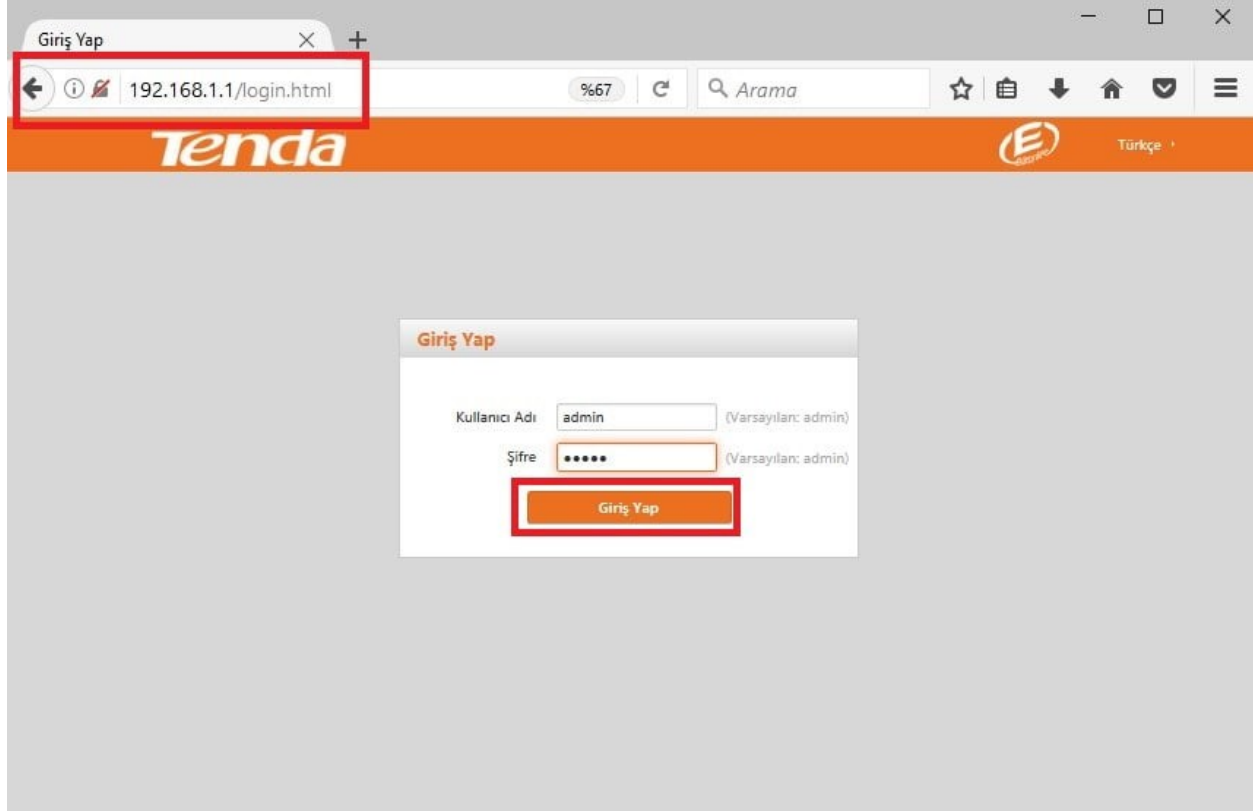 Giriş Yap
192.168.1.1/login.html
%67
Arama
Tenda
Türkçe
Giriş Yap
Kullanıcı Adı admin (Varsayılan: admin)
Şifre ••••• (Varsayılan: admin)
Giriş Yap